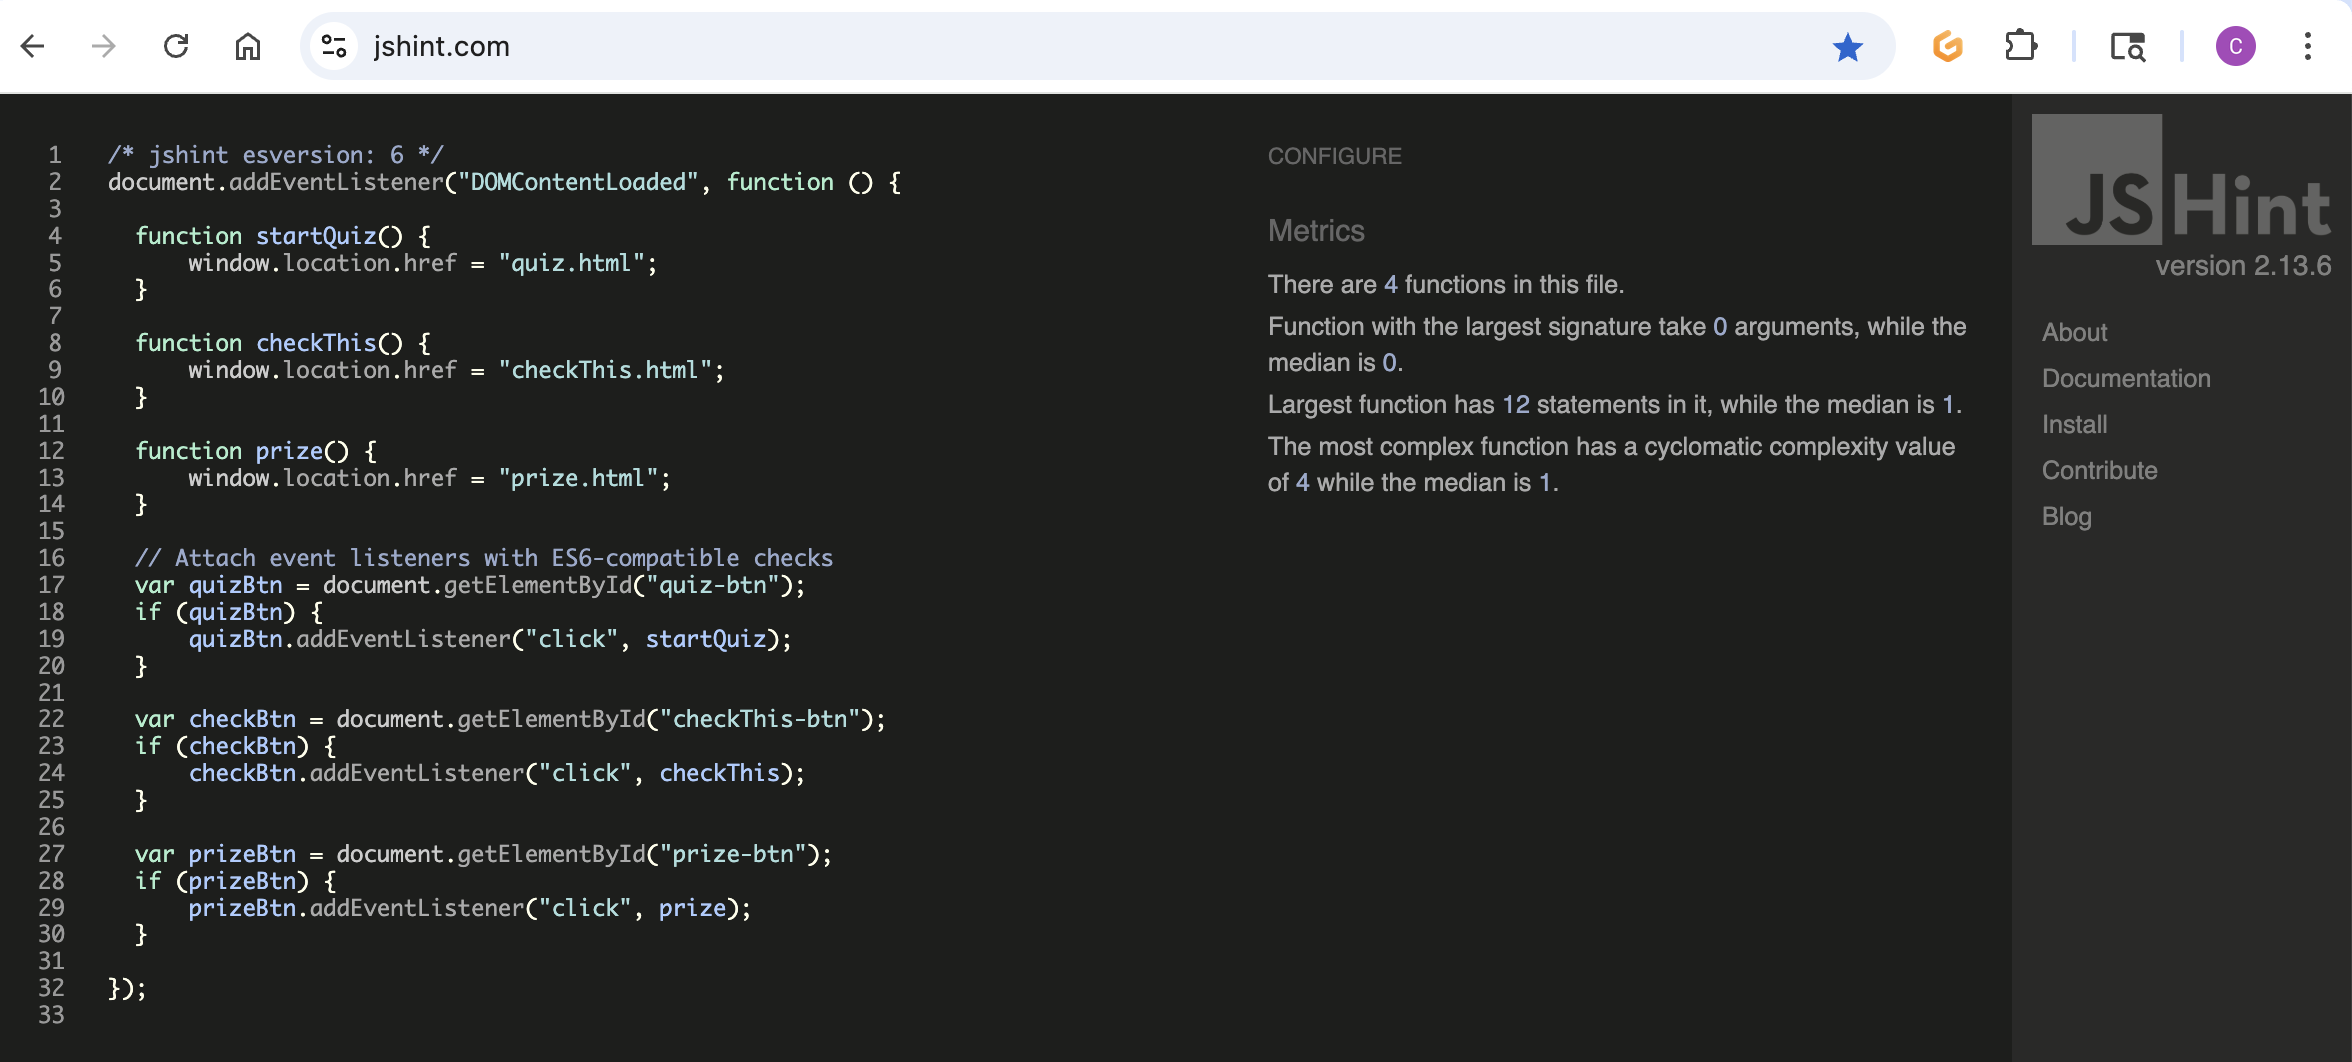 jshint.com
C
1 /* jshint esversion: 6 */
2 document.addEventListener("DOMContentLoaded", function () {
3
4 function startQuiz() {
5 window.location.href = "quiz.html";
6 }
7
8 function checkThis() {
9 window.location.href = "checkThis.html";
10 }
11
12 function prize() {
13 window.location.href = "prize.html";
14 }
15
16 // Attach event listeners with ES6-compatible checks
17 var quizBtn = document.getElementById("quiz-btn");
18 if (quizBtn) {
19 quizBtn.addEventListener("click", startQuiz);
20 }
21
22 var checkBtn = document.getElementById("checkThis-btn");
23 if (checkBtn) {
24 checkBtn.addEventListener("click", checkThis);
25 }
26
27 var prizeBtn = document.getElementById("prize-btn");
28 if (prizeBtn) {
29 prizeBtn.addEventListener("click", prize);
30 }
31
32 });
33
CONFIGURE
Metrics
There are 4 functions in this file.
Function with the largest signature take 0 arguments, while the
median is 0.
Largest function has 12 statements in it, while the median is 1.
The most complex function has a cyclomatic complexity value
of 4 while the median is 1.
JSHint
version 2.13.6
About
Documentation
Install
Contribute
Blog